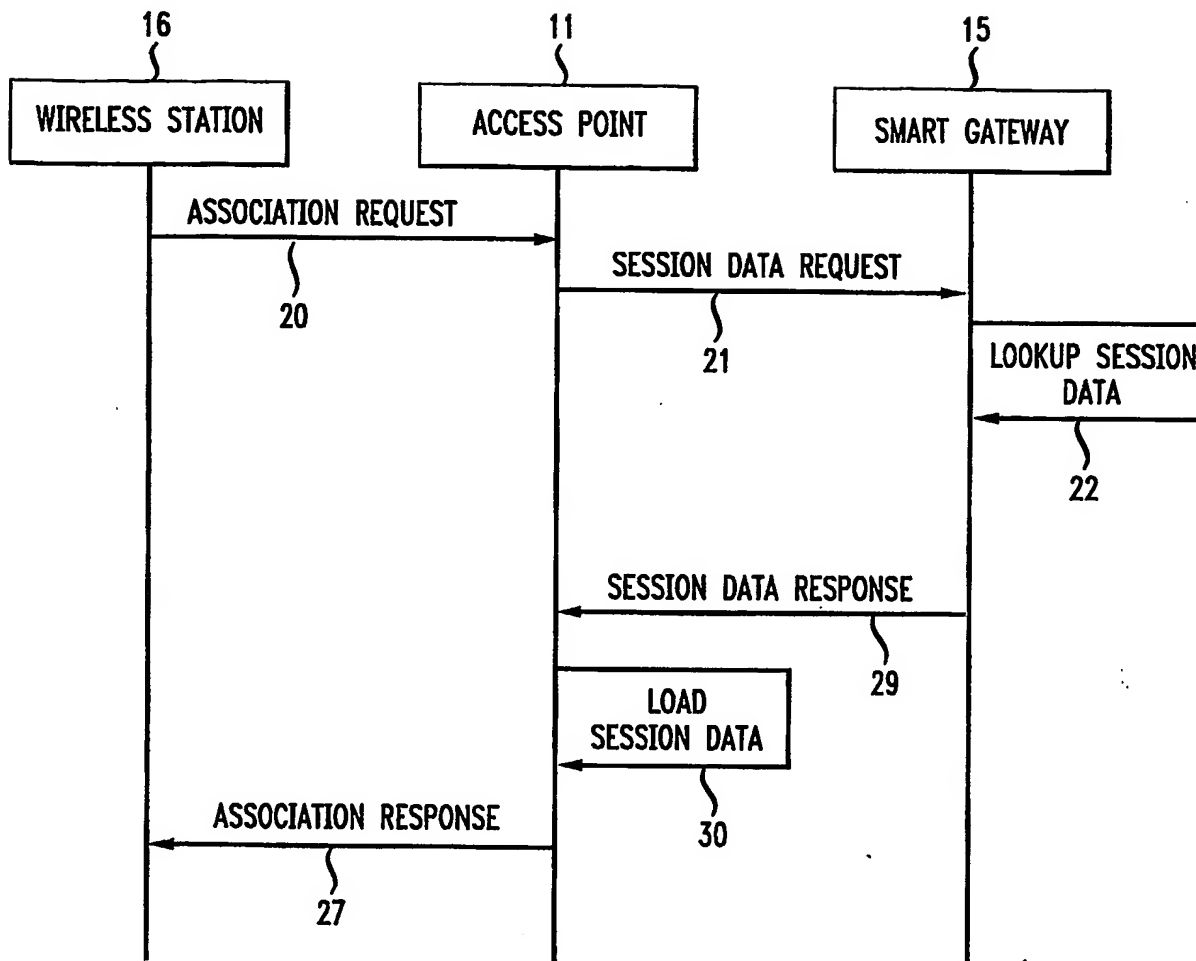 16
11
15
WIRELESS STATION
ACCESS POINT
SMART GATEWAY
ASSOCIATION REQUEST
20
SESSION DATA REQUEST
21
LOOKUP SESSION
DATA
22
SESSION DATA RESPONSE
29
LOAD
SESSION DATA
30
ASSOCIATION RESPONSE
27